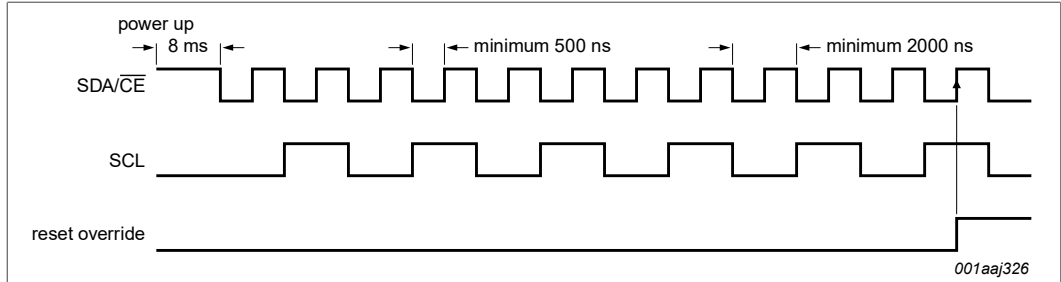 power up
8 ms
minimum 500 ns
minimum 2000 ns
SDA/CE
SCL
reset override
001aaj326